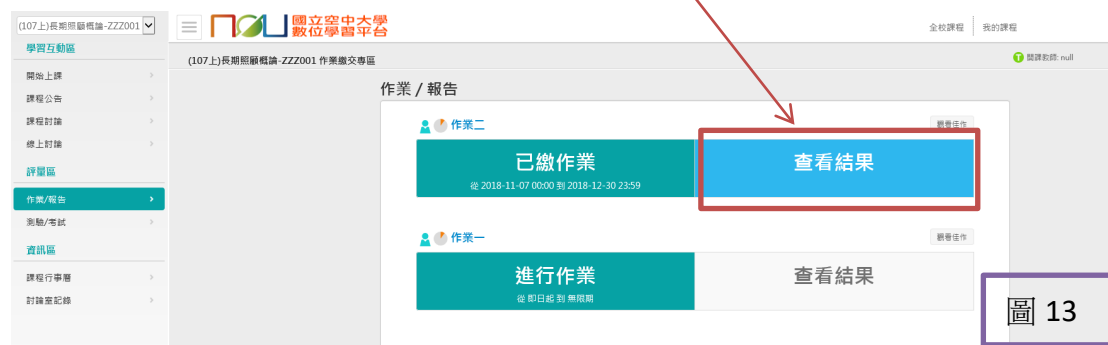 (107上)長期照顧概論-ZZZ001
學習互動區
開始上課
課程公告
課程討論
線上討論
評量區
作業/報告
測驗/考試
資訊區
課程行事曆
討論室記錄
NOU 國立空中大學
數位學習平台
全校課程 我的課程
(107上)長期照顧概論-ZZZ001 作業繳交專區
開課教師: null
作業 / 報告
作業二
觀看佳作
已繳作業
從 2018-11-07 00:00 到 2018-12-30 23:59
查看結果
作業一
觀看佳作
進行作業
從 即日起 到 無限期
查看結果
圖 13